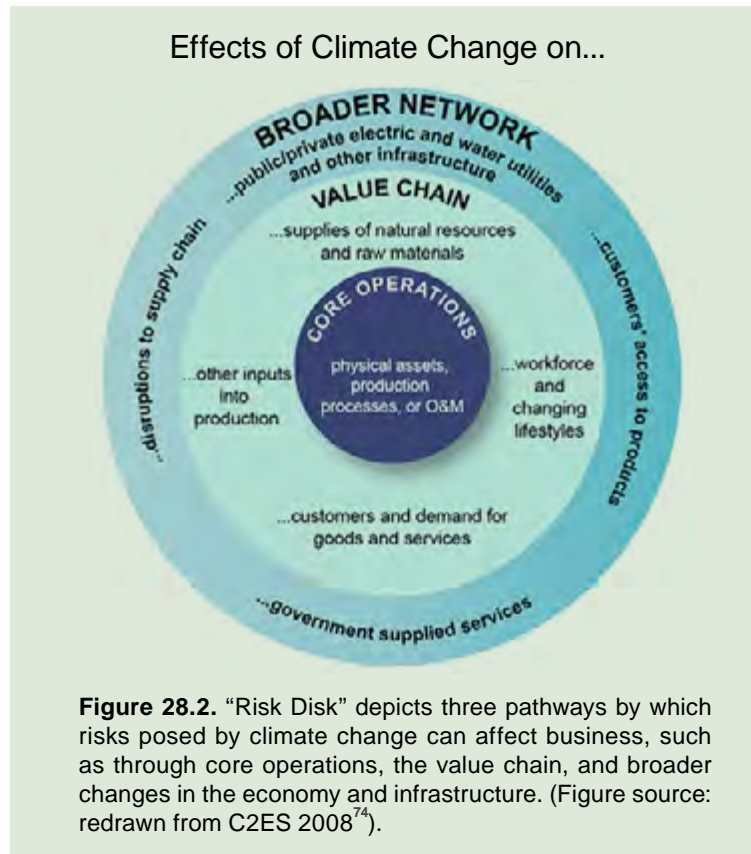 Effects of Climate Change on...
BROADER NETWORK
...public/private electric and water utilities
and other infrastructure
VALUE CHAIN
...supplies of natural resources
and raw materials
CORE OPERATIONS
physical assets,
production
processes, or O&M
...other inputs
into
production
...workforce
and
changing
lifestyles
...customers and demand for
goods and services
...disruptions to supply chain
...customers' access to products
...government supplied services
Figure 28.2. “Risk Disk” depicts three pathways by which
risks posed by climate change can affect business, such
as through core operations, the value chain, and broader
changes in the economy and infrastructure. (Figure source:
redrawn from C2ES 2008⁷⁴).